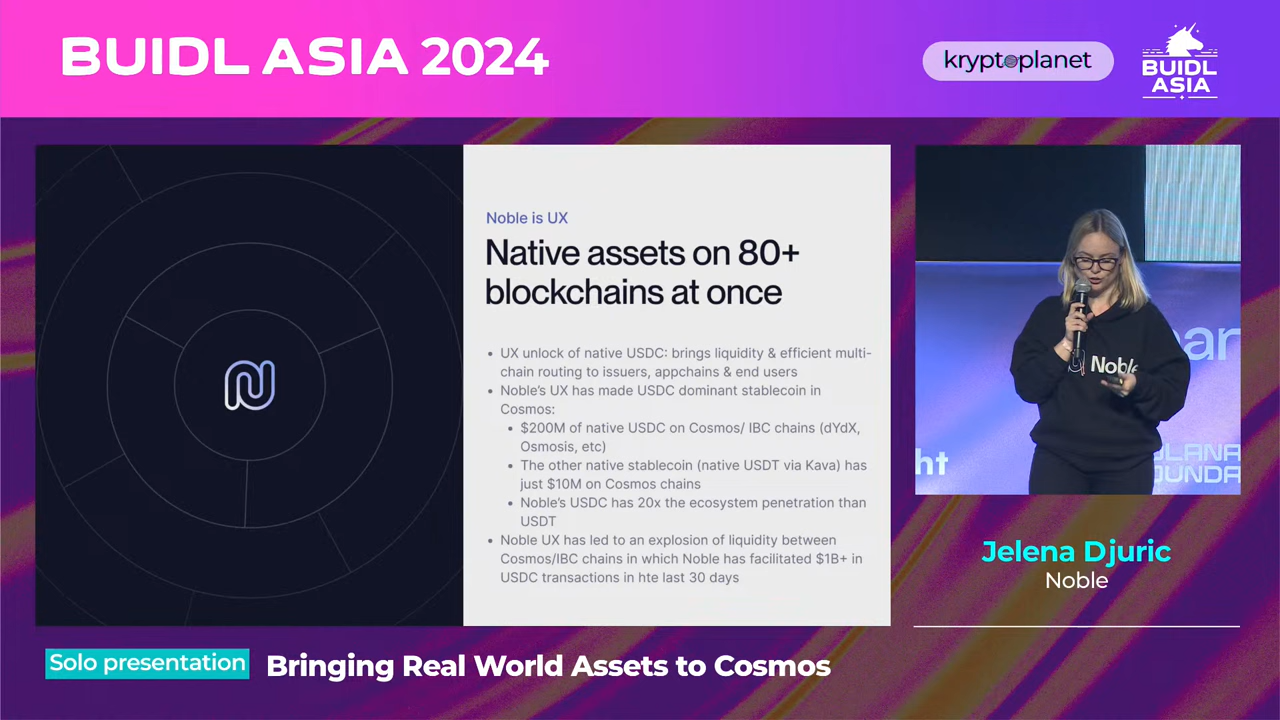 BUIDL ASIA 2024
kryptoplanet
BUIDL
ASIA
Noble is UX
Native assets on 80+
blockchains at once
• UX unlock of native USDC: brings liquidity & efficient multi-
chain routing to issuers, appchains & end users
• Noble's UX has made USDC dominant stablecoin in
Cosmos:
• $200M of native USDC on Cosmos/ IBC chains (dYdX,
Osmosis, etc)
• The other native stablecoin (native USDT via Kava) has
just $10M on Cosmos chains
• Noble's USDC has 20x the ecosystem penetration than
USDT
• Noble UX has led to an explosion of liquidity between
Cosmos/IBC chains in which Noble has facilitated $1B+ in
USDC transactions in hte last 30 days
Noble
Jelena Djuric
Noble
Solo presentation
Bringing Real World Assets to Cosmos